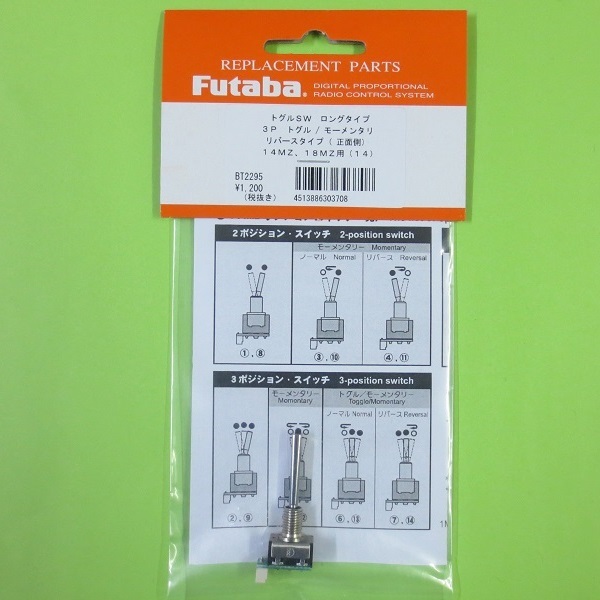 REPLACEMENT PARTS
Futaba® DIGITAL PROPORTIONAL RADIO CONTROL SYSTEM
トグルSW ロングタイプ
3P トグル / モーメンタリ
リバースタイプ ( 正面側)
14MZ、18MZ用(14)
BT2295
¥1,200
(税抜き)
4513886303708
2ポジション・スイッチ 2-position switch
モーメンタリー Momentary
ノーマル Normal リバース Reversal
①,⑧ ③,⑩ ④,⑪
3ポジション・スイッチ 3-position switch
モーメンタリー Momentary
トグル/モーメンタリー Toggle/Momentary
ノーマル Normal リバース Reversal
②,⑨ ⑥,⑬ ⑦,⑭